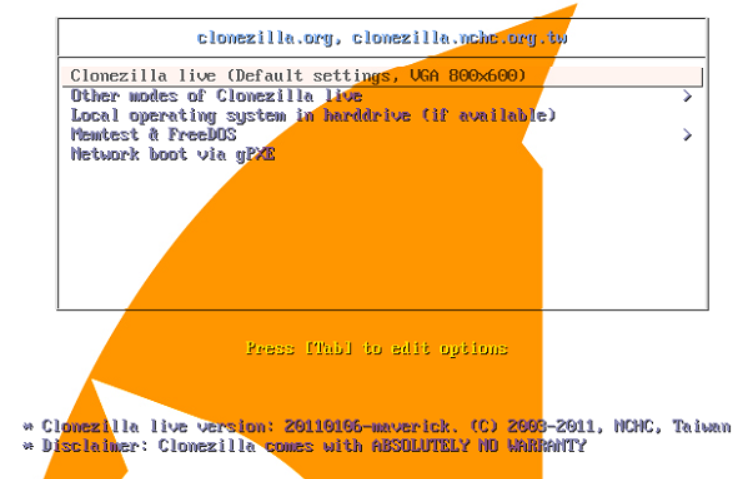 clonezilla.org, clonezilla.nchc.org.tw
Clonezilla live (Default settings, VGA 800x600)
Other modes of Clonezilla live >
Local operating system in harddrive (if available)
Memtest & FreeDOS >
Network boot via gPXE
Press [Tab] to edit options
* Clonezilla live version: 20110106-maverick. (C) 2003-2011, NCHC, Taiwan
* Disclaimer: Clonezilla comes with ABSOLUTELY NO WARRANTY